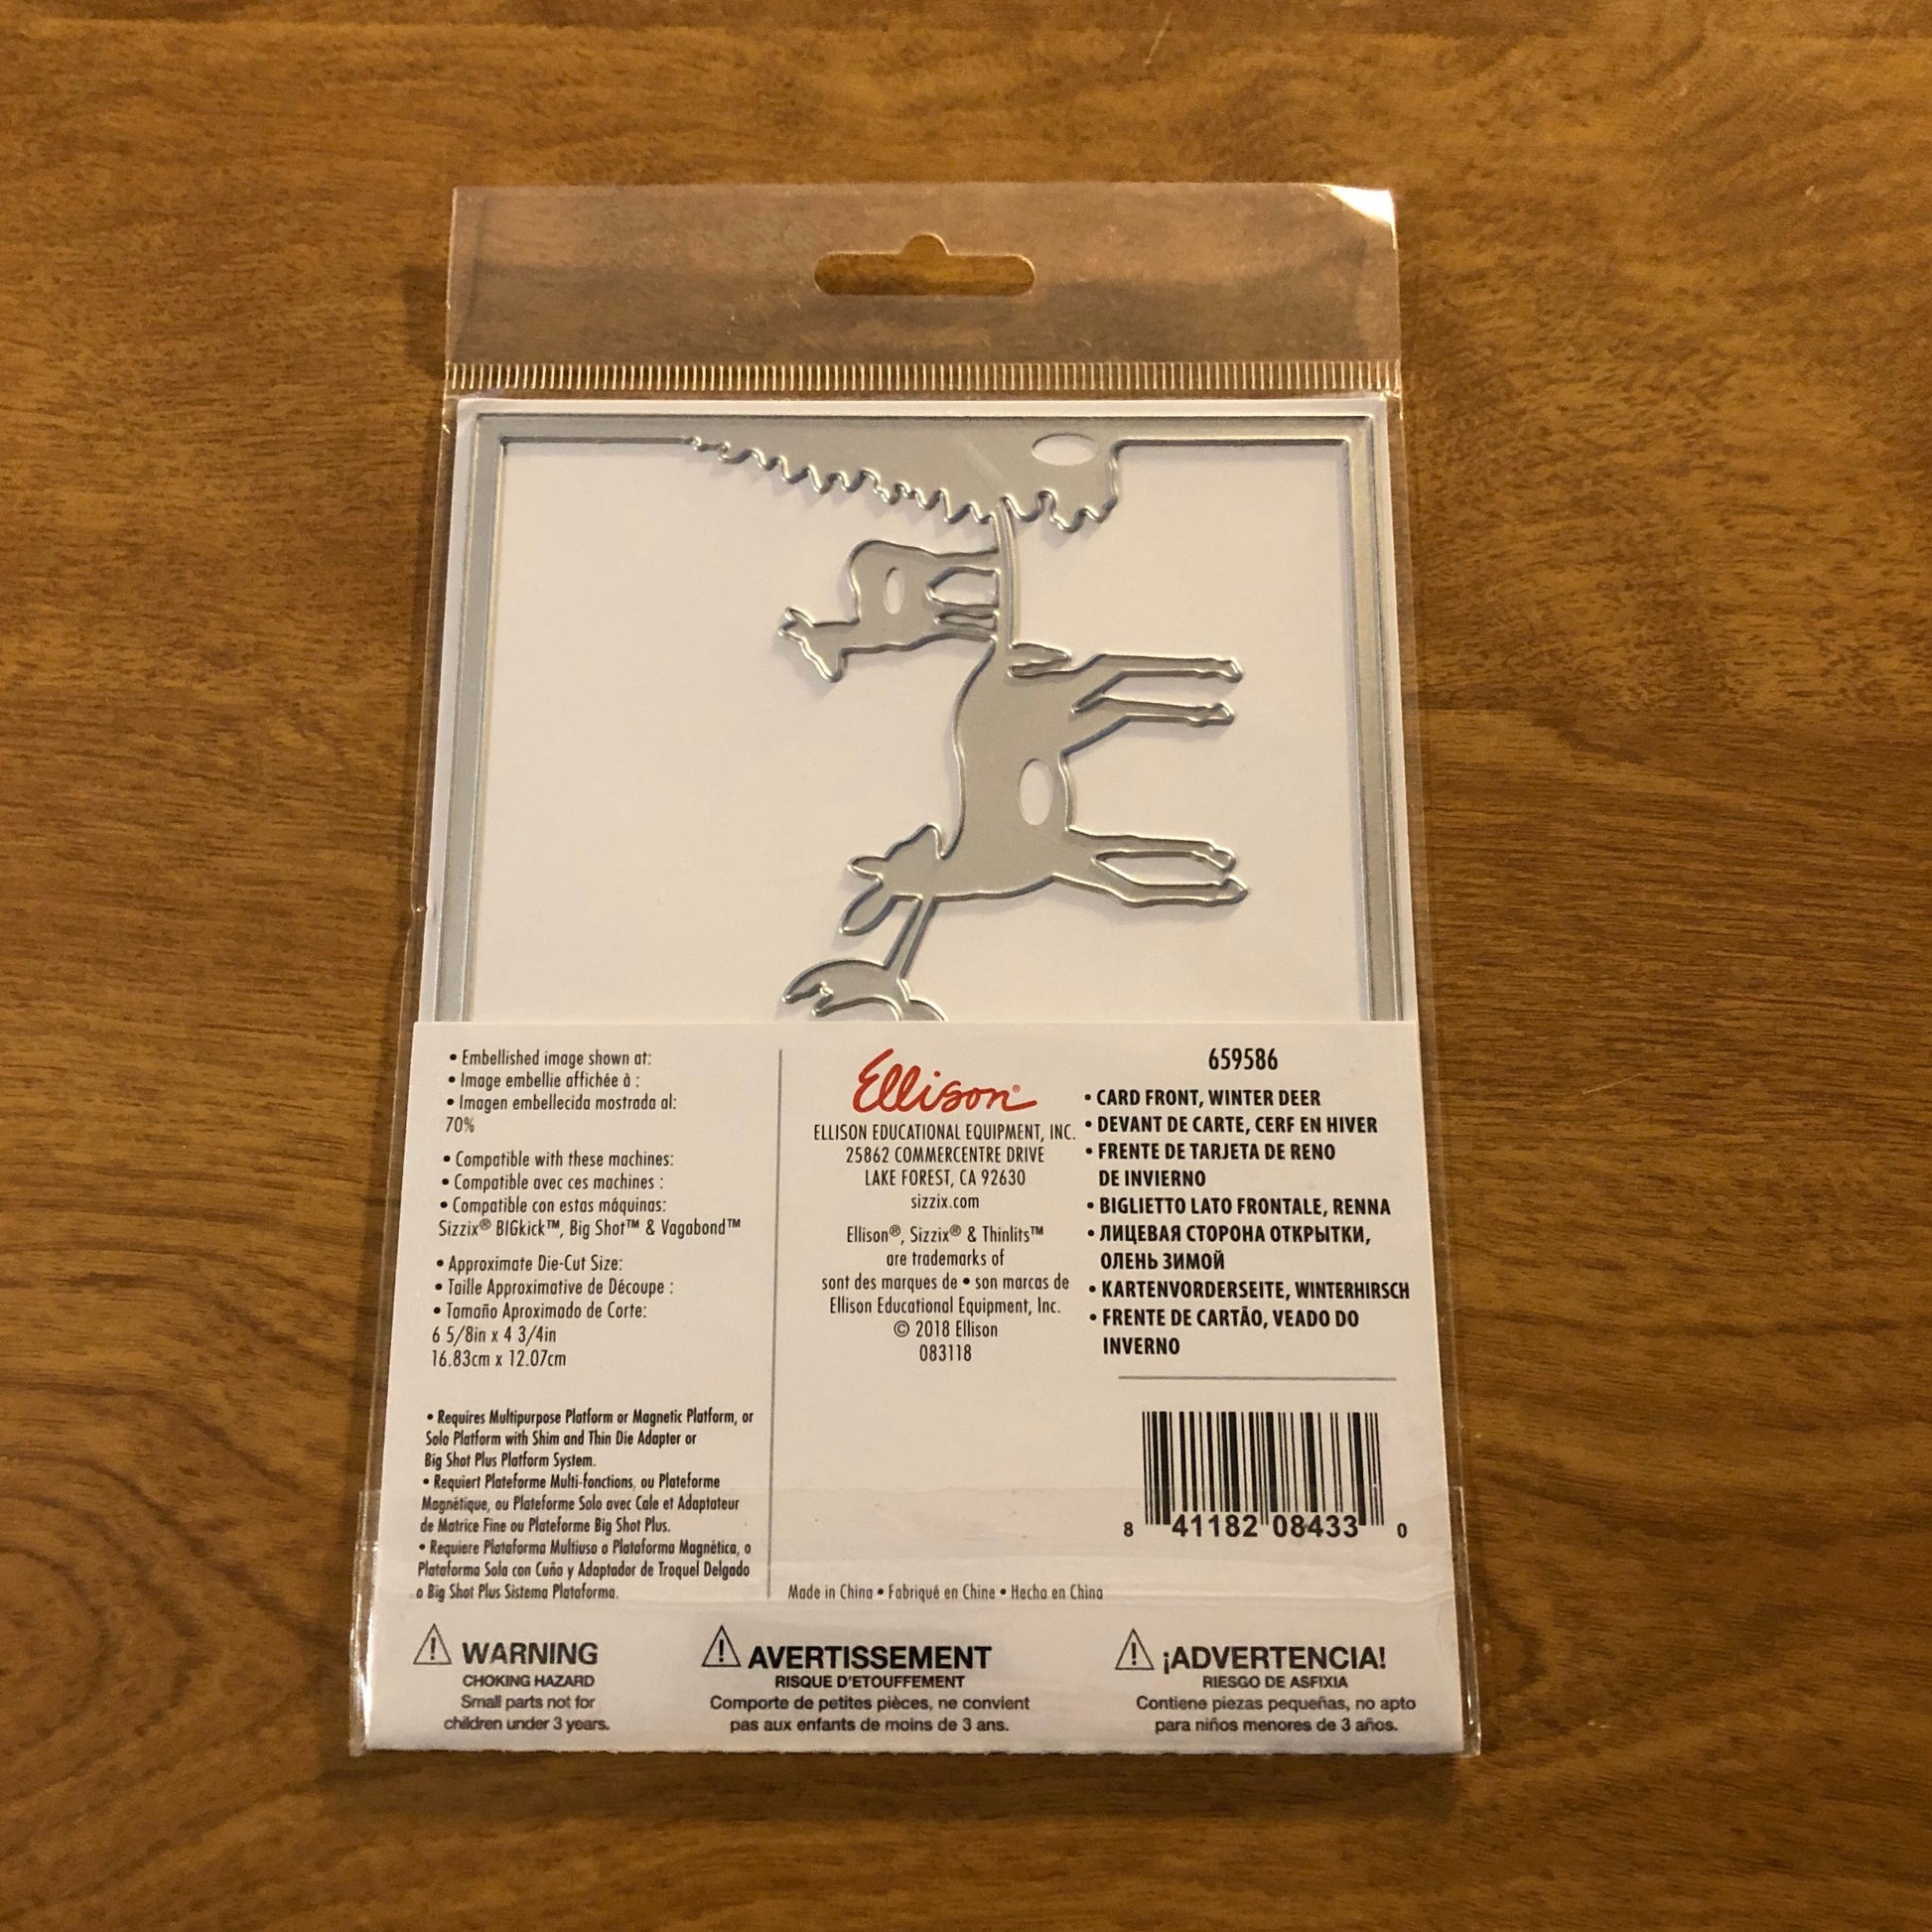 • Embellished image shown at:
• Image embellie affichée à :
• Imagen embellecida mostrada al:
70%
• Compatible with these machines:
• Compatible avec ces machines :
• Compatible con estas máquinas:
Sizzix® BIGkick™, Big Shot™ & Vagabond™
• Approximate Die-Cut Size:
• Taille Approximative de Découpe :
• Tamaño Aproximado de Corte:
6 5/8in x 4 3/4in
16.83cm x 12.07cm
• Requires Multipurpose Platform or Magnetic Platform, or
Solo Platform with Shim and Thin Die Adapter or
Big Shot Plus Platform System.
• Requiert Plateforme Multi-fonctions, ou Plateforme
Magnétique, ou Plateforme Solo avec Cale et Adaptateur
de Matrice Fine ou Plateforme Big Shot Plus.
• Requiere Plataforma Multiuso o Plataforma Magnética, o
Plataforma Sola con Cuña y Adaptador de Troquel Delgado
o Big Shot Plus Sistema Plataforma.
Ellison®
ELLISON EDUCATIONAL EQUIPMENT, INC.
25862 COMMERCENTRE DRIVE
LAKE FOREST, CA 92630
sizzix.com
Ellison®, Sizzix® & Thinlits™
are trademarks of
sont des marques de • son marcas de
Ellison Educational Equipment, Inc.
© 2018 Ellison
083118
659586
• CARD FRONT, WINTER DEER
• DEVANT DE CARTE, CERF EN HIVER
• FRENTE DE TARJETA DE RENO
DE INVIERNO
• BIGLIETTO LATO FRONTALE, RENNA
• ЛИЦЕВАЯ СТОРОНА ОТКРЫТКИ,
ОЛЕНЬ ЗИМОЙ
• KARTENVORDERSEITE, WINTERHIRSCH
• FRENTE DE CARTÃO, VEADO DO
INVERNO
8 41182 08433 0
Made in China • Fabriqué en Chine • Hecho en China
WARNING
CHOKING HAZARD
Small parts not for
children under 3 years.
AVERTISSEMENT
RISQUE D'ETOUFFEMENT
Comporte de petites pièces, ne convient
pas aux enfants de moins de 3 ans.
¡ADVERTENCIA!
RIESGO DE ASFIXIA
Contiene piezas pequeñas, no apto
para niños menores de 3 años.